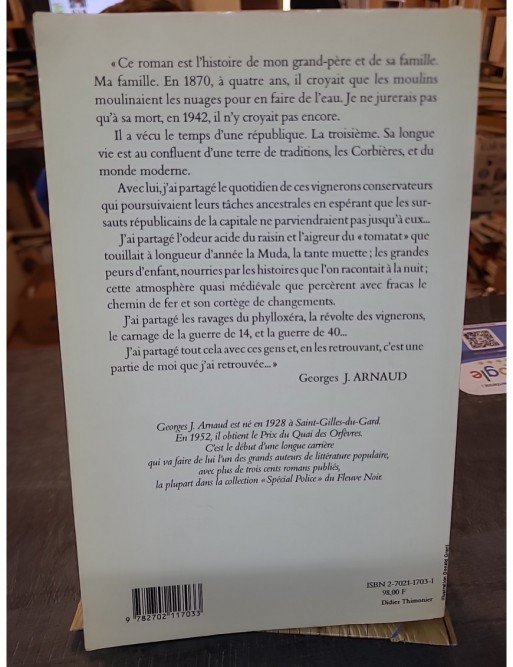 « Ce roman est l'histoire de mon grand-père et de sa famille.
Ma famille. En 1870, à quatre ans, il croyait que les moulins
moulinaient les nuages pour en faire de l'eau. Je ne jurerais pas
qu'à sa mort, en 1942, il n'y croyait pas encore.
Il a vécu le temps d'une république. La troisième. Sa longue
vie est au confluent d'une terre de traditions, les Corbières, et du
monde moderne.
Avec lui, j'ai partagé le quotidien de ces vignerons conservateurs
qui poursuivaient leurs tâches ancestrales en espérant que les sur-
sauts républicains de la capitale ne parviendraient pas jusqu'à eux...
J'ai partagé l'odeur acide du raisin et l'aigreur du « tomatat » que
touillait à longueur d'année la Muda, la tante muette ; les grandes
peurs d'enfant, nourries par les histoires que l'on racontait à la nuit ;
cette atmosphère quasi médiévale que percèrent avec fracas le
chemin de fer et son cortège de changements.
J'ai partagé les ravages du phylloxéra, la révolte des vignerons,
le carnage de la guerre de 14, et la guerre de 40...
J'ai partagé tout cela avec ces gens et, en les retrouvant, c'est une
partie de moi que j'ai retrouvée... »
Georges J. ARNAUD
Georges J. Arnaud est né en 1928 à Saint-Gilles-du-Gard.
En 1952, il obtient le Prix du Quai des Orfèvres.
C'est le début d'une longue carrière
qui va faire de lui l'un des grands auteurs de littérature populaire,
avec plus de trois cents romans publiés,
la plupart dans la collection « Spécial Police » du Fleuve Noir.
ISBN 2-7021-1703-1
98,00 F
Didier Thimonier
9 782702 117033